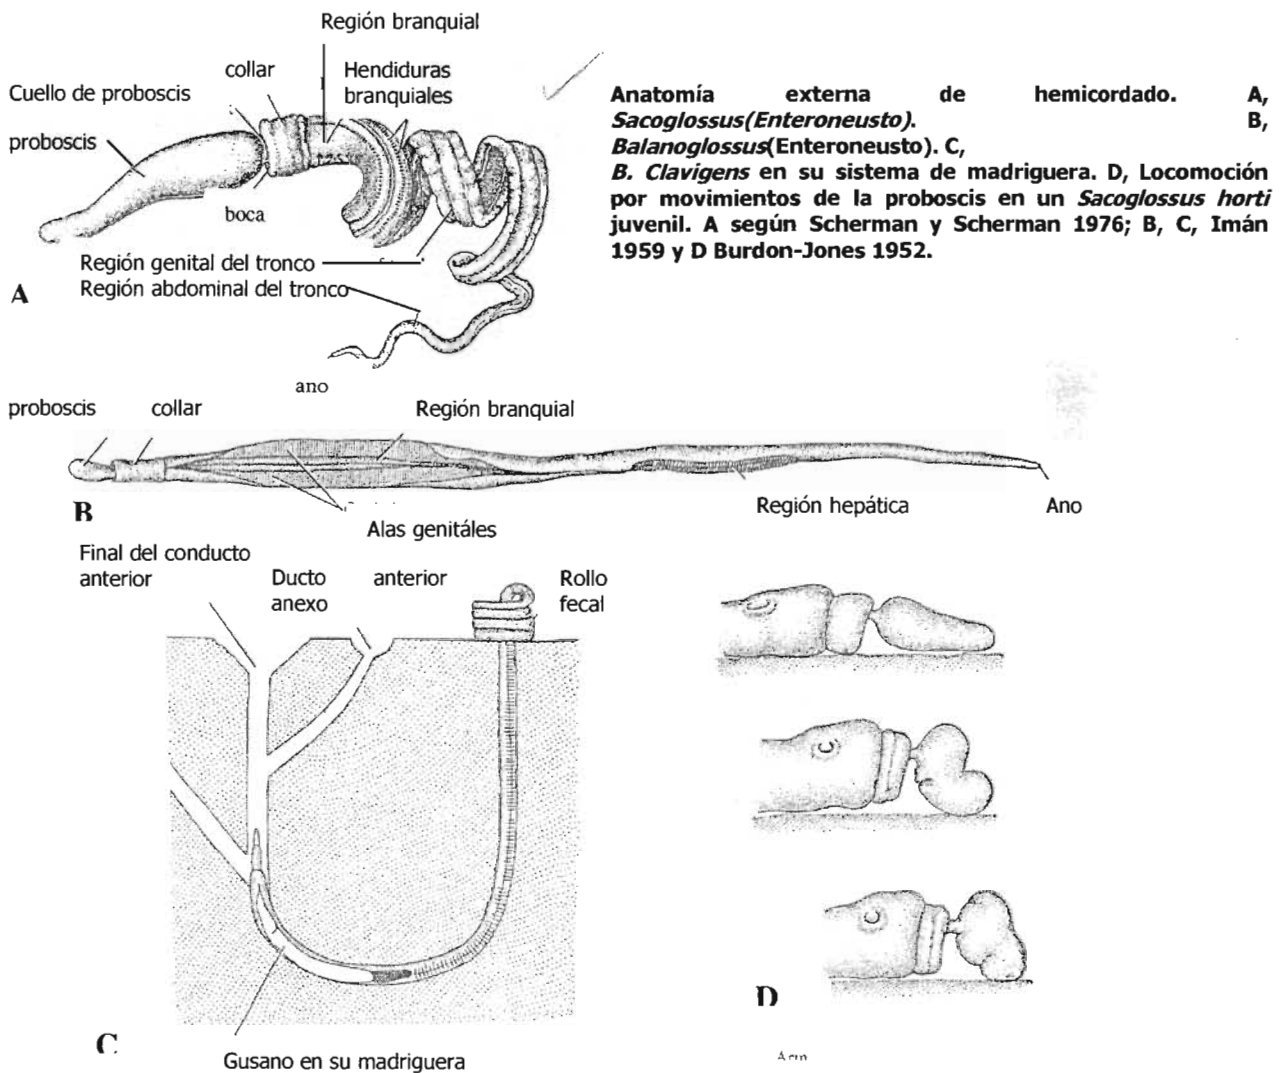 Región branquial
collar
Hendiduras
branquiales
Cuello de proboscis
proboscis
boca
Región genital del tronco
Región abdominal del tronco
A
ano
Anatomía externa de hemicordado. A,
Sacoglossus(Enteroneusto). B,
Balanoglossus(Enteroneusto). C,
B. Clavigens en su sistema de madriguera. D, Locomoción
por movimientos de la proboscis en un Sacoglossus horti
juvenil. A según Scherman y Scherman 1976; B, C, Imán
1959 y D Burdon-Jones 1952.
proboscis collar Región branquial
B
Alas genitáles
Región hepática
Ano
Final del conducto
anterior
Ducto anterior
anexo
Rollo
fecal
C
Gusano en su madriguera
D